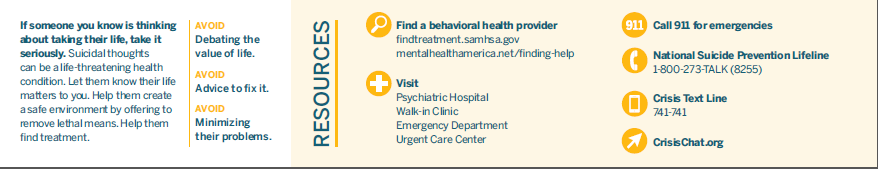 If someone you know is thinking
about taking their life, take it
seriously. Suicidal thoughts
can be a life-threatening health
condition. Let them know their life
matters to you. Help them create
a safe environment by offering to
remove lethal means. Help them
find treatment.
AVOID
Debating the
value of life.
AVOID
Advice to fix it.
AVOID
Minimizing
their problems.
RESOURCES
Find a behavioral health provider
findtreatment.samhsa.gov
mentalhealthamerica.net/finding-help
Visit
Psychiatric Hospital
Walk-in Clinic
Emergency Department
Urgent Care Center
911 Call 911 for emergencies
National Suicide Prevention Lifeline
1-800-273-TALK (8255)
Crisis Text Line
741-741
CrisisChat.org